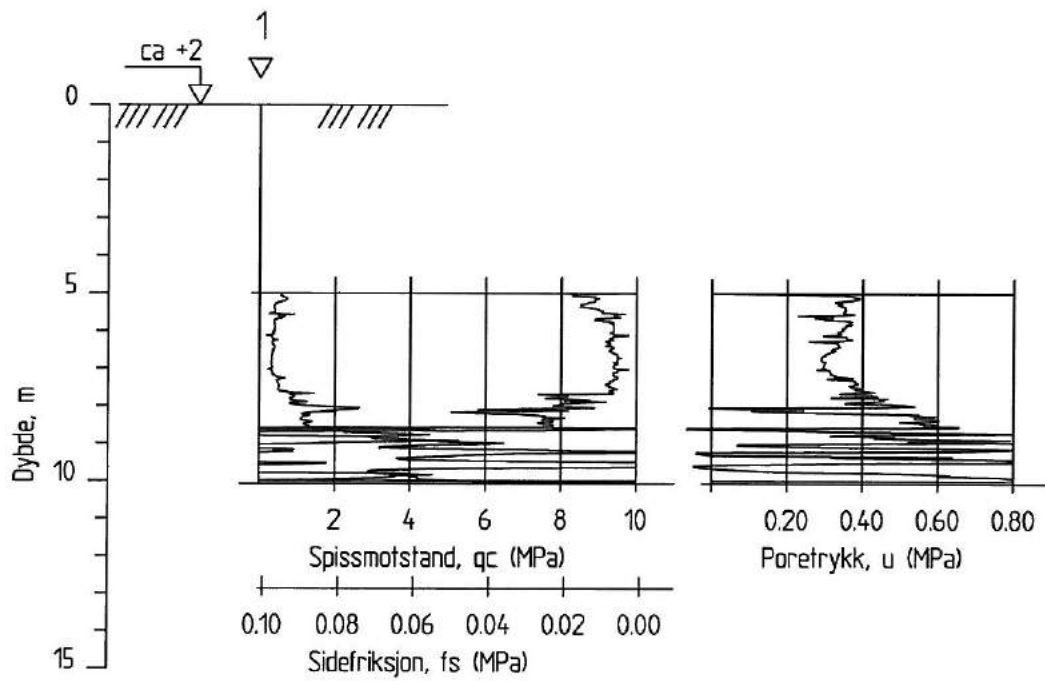 1
ca +2
0
5
10
15
Dybde, m
2 4 6 8 10
Spissmotstand, qc (MPa)
0.10 0.08 0.06 0.04 0.02 0.00
Sidefriksjon, fs (MPa)
0.20 0.40 0.60 0.80
Poretrykk, u (MPa)